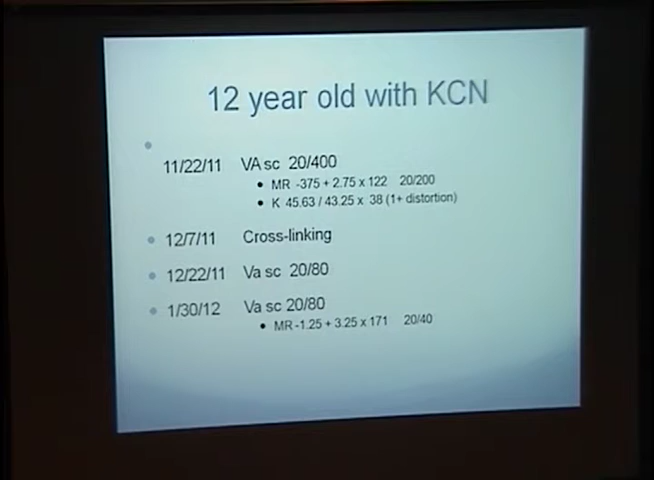 12 year old with KCN
11/22/11 VA sc 20/400
MR -375 + 2.75 x 122 20/200
K 45.63 / 43.25 x 38 (1+ distortion)
12/7/11 Cross-linking
12/22/11 Va sc 20/80
1/30/12 Va sc 20/80
MR -1.25 + 3.25 x 171 20/40